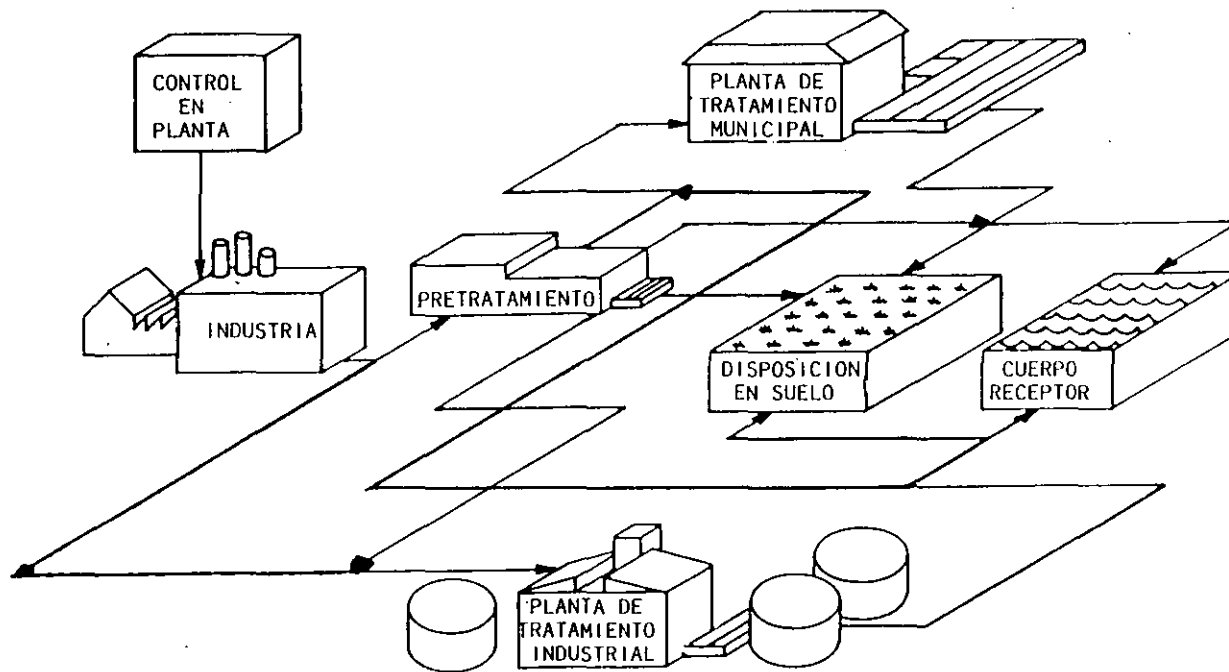 CONTROL
EN
PLANTA
PLANTA DE
TRATAMIENTO
MUNICIPAL
INDUSTRIA
PRETRATAMIENTO
DISPOSICION
EN SUELO
CUERPO
RECEPTOR
PLANTA DE
TRATAMIENTO
INDUSTRIAL